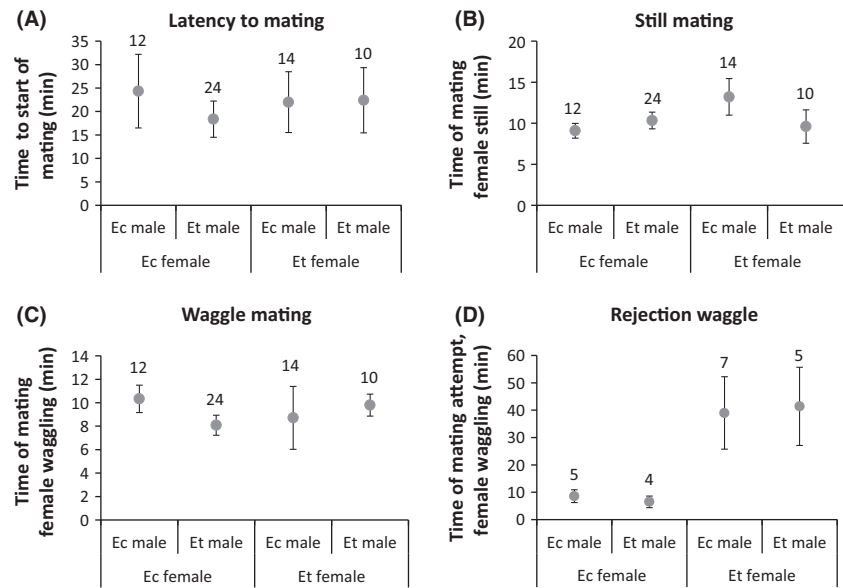 (A) Latency to mating
Time to start of
mating (min)
35
30
25
20
15
10
5
0
12
24
14
10
Ec male Et male Ec male Et male
Ec female Et female
(B) Still mating
Time of mating
female still (min)
20
15
10
5
0
12
24
14
10
Ec male Et male Ec male Et male
Ec female Et female
(C) Waggle mating
Time of mating
female waggling (min)
14
12
10
8
6
4
2
0
12
24
14
10
Ec male Et male Ec male Et male
Ec female Et female
(D) Rejection waggle
Time of mating attempt,
female waggling (min)
60
50
40
30
20
10
0
5
4
7
5
Ec male Et male Ec male Et male
Ec female Et female